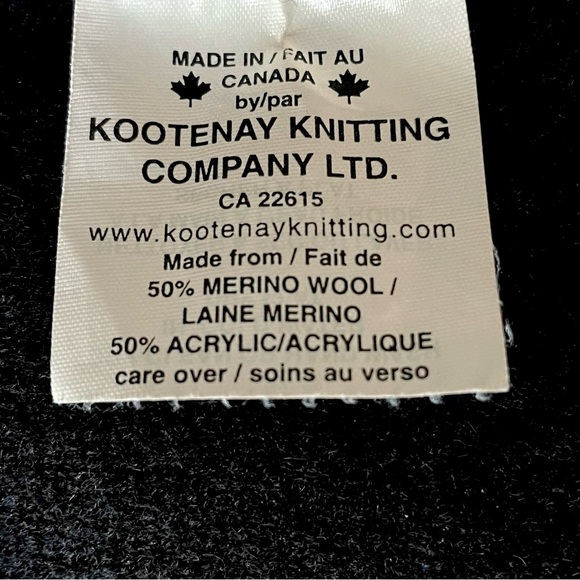 MADE IN / FAIT AU
CANADA
by/par
KOOTENAY KNITTING
COMPANY LTD.
CA 22615
www.kootenayknitting.com
Made from / Fait de
50% MERINO WOOL /
LAINE MERINO
50% ACRYLIC/ACRYLIQUE
care over / soins au verso